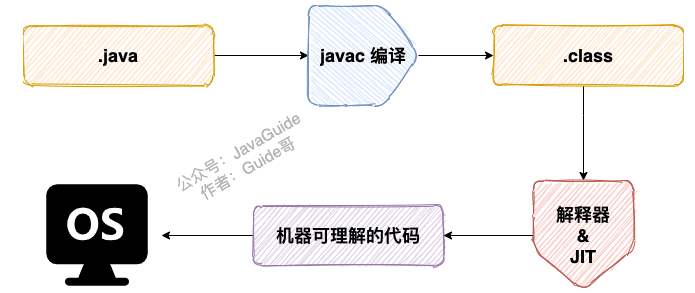 .java
javac 编译
.class
公众号：JavaGuide
作者：Guide哥
OS
机器可理解的代码
解释器
&
JIT